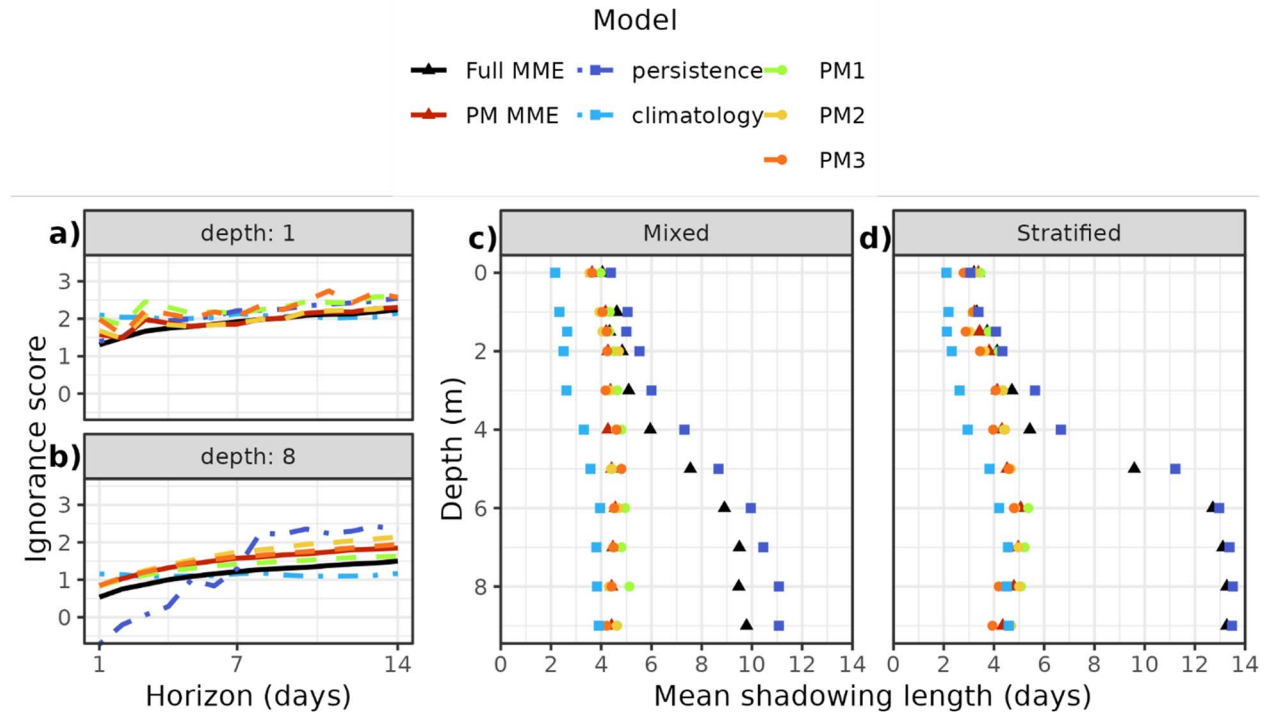 Model
Full MME persistence PM1
PM MME climatology PM2
PM3
a) depth: 1
3
2
1
0
b) depth: 8
3
2
1
0
1 7 14
Ignorance score
Horizon (days)
c) Mixed
0
2
4
6
8
0 2 4 6 8 10 12 14
Depth (m)
d) Stratified
0 2 4 6 8 10 12 14
Mean shadowing length (days)